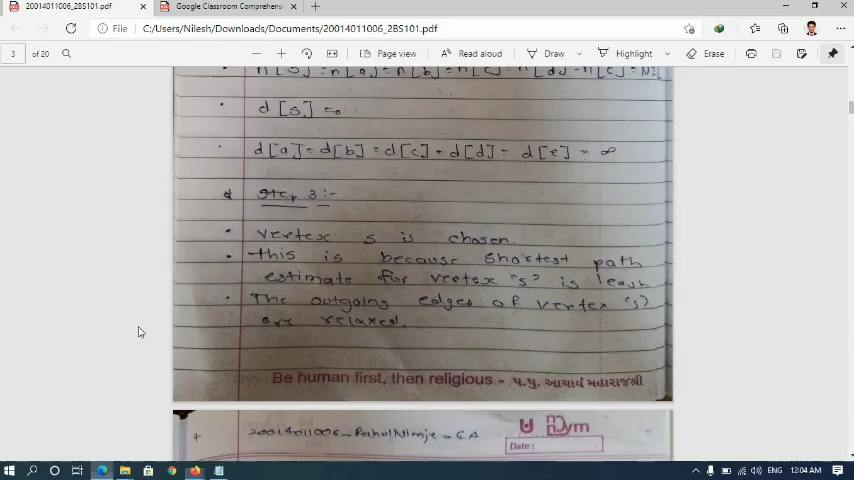 20014011006_2BS101.pdf
Google Classroom Comprehens
File
C:/Users/Nilesh/Downloads/Documents/20014011006_2BS101.pdf
3 of 20
Page view
Read aloud
Draw
Highlight
Erase
d[s] =0
d[a] = d[b] = d[c] = d[d] = d[e] = ∞
Step 3 :-
vertex s is chosen.
This is because shortest path
estimate for vertex "s" is least
The outgoing edges of vertex 's'
are relaxed.
Be human first, then religious - પ.પૂ. આચાર્ય મહારાજશ્રી
20014011006_RahulNimje - CA
Date:
ENG
12:04 AM